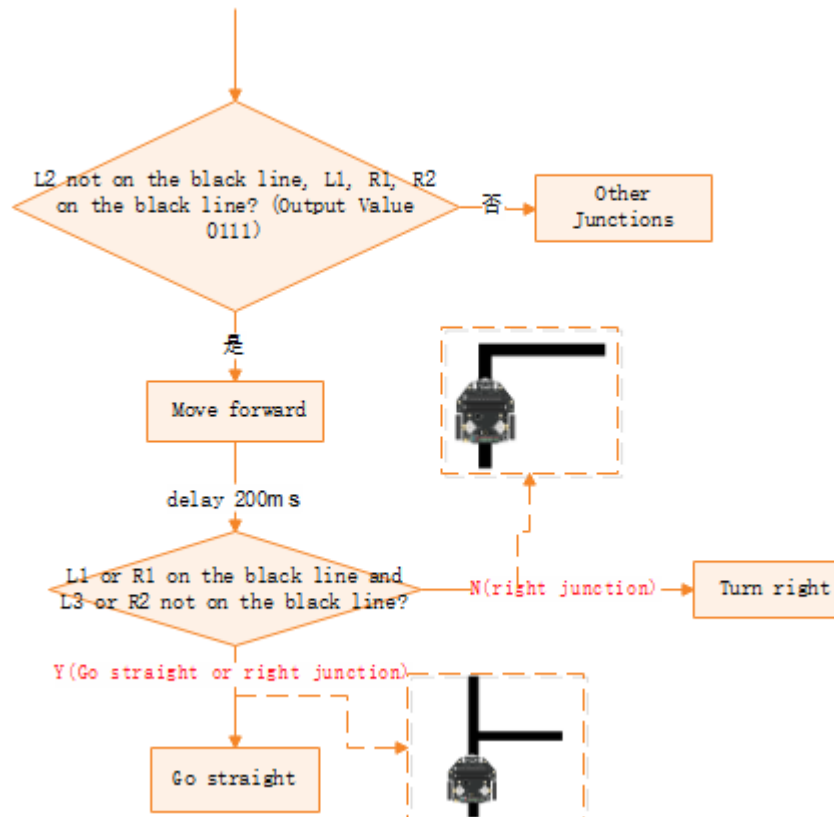 L2 not on the black line, L1, R1, R2
on the black line? (Output Value
0111)
否
Other
Junctions
是
Move forward
delay 200ms
L1 or R1 on the black line and
L3 or R2 not on the black line?
N(right junction)
Turn right
Y(Go straight or right junction)
Go straight